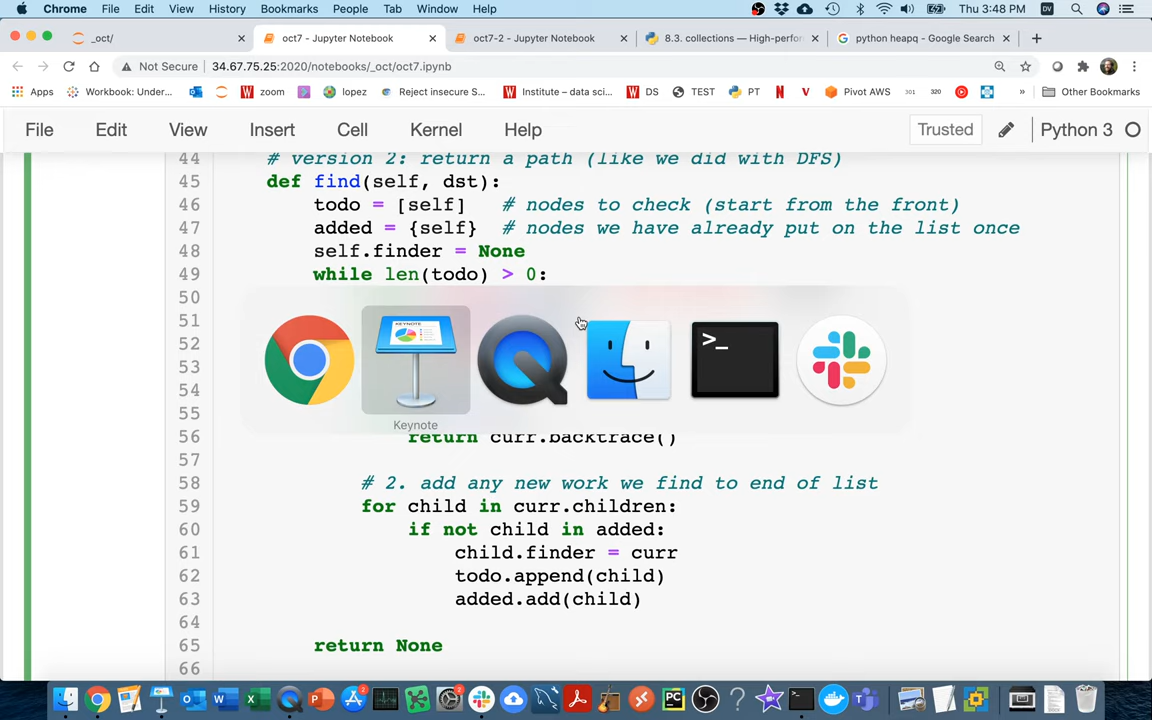 Chrome File Edit View History Bookmarks People Tab Window Help DV Thu 3:48 PM
_oct/ oct7 - Jupyter Notebook oct7-2 - Jupyter Notebook 8.3. collections — High-perfor python heapq - Google Search
Not Secure 34.67.75.25:2020/notebooks/_oct/oct7.ipynb
Apps Workbook: Under... zoom lopez Reject insecure S... Institute – data sci... DS TEST PT Pivot AWS 101 320 Other Bookmarks
File Edit View Insert Cell Kernel Help Trusted Python 3
44 # version 2: return a path (like we did with DFS)
45 def find(self, dst):
46 todo = [self] # nodes to check (start from the front)
47 added = {self} # nodes we have already put on the list once
48 self.finder = None
49 while len(todo) > 0:
50
51
52
53
54
55
Keynote
56 return curr.backtrace()
57
58 # 2. add any new work we find to end of list
59 for child in curr.children:
60 if not child in added:
61 child.finder = curr
62 todo.append(child)
63 added.add(child)
64
65 return None
66